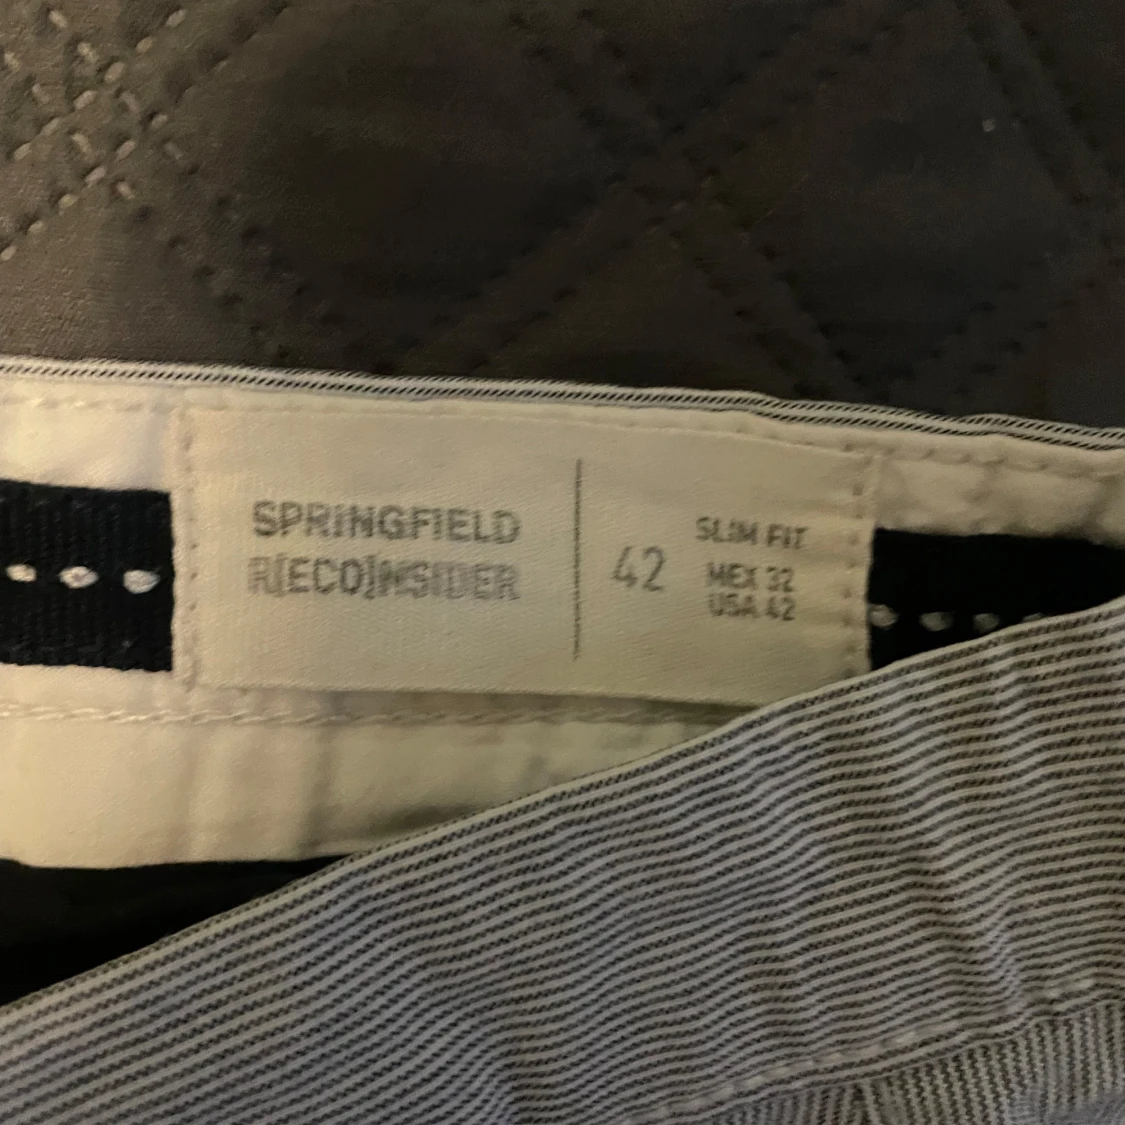 SPRINGFIELD
R[ECO]NSIDER
42
SLIM FIT
MEX 32
USA 42